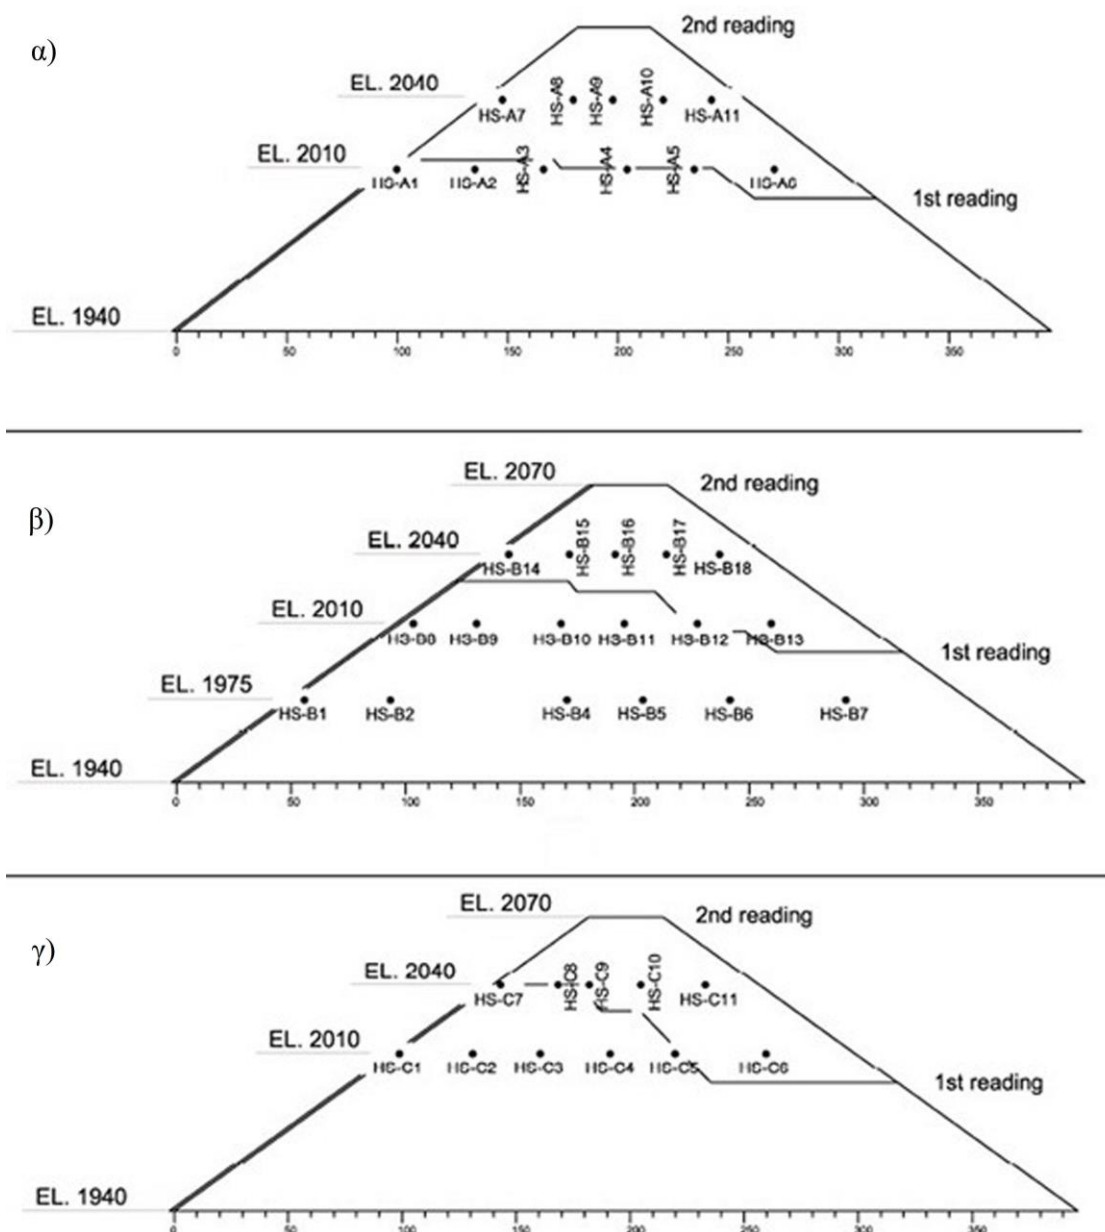 α)
2nd reading
EL. 2040
HS-A7 HS-A8 HS-A9 HS-A10 HS-A11
EL. 2010
HS-A1 HS-A2 HS-A3 HS-A4 HS-A5 HS-A6
1st reading
EL. 1940
0 50 100 150 200 250 300 350
β)
EL. 2070
2nd reading
EL. 2040
HS-B14 HS-B15 HS-B16 HS-B17 HS-B18
EL. 2010
HS-B8 HS-B9 HS-B10 HS-B11 HS-B12 HS-B13
1st reading
EL. 1975
HS-B1 HS-B2 HS-B4 HS-B5 HS-B6 HS-B7
EL. 1940
0 50 100 150 200 250 300 350
γ)
EL. 2070
2nd reading
EL. 2040
HS-C7 HS-C8 HS-C9 HS-C10 HS-C11
EL. 2010
HS-C1 HS-C2 HS-C3 HS-C4 HS-C5 HS-C6
1st reading
EL. 1940
0 50 100 150 200 250 300 350